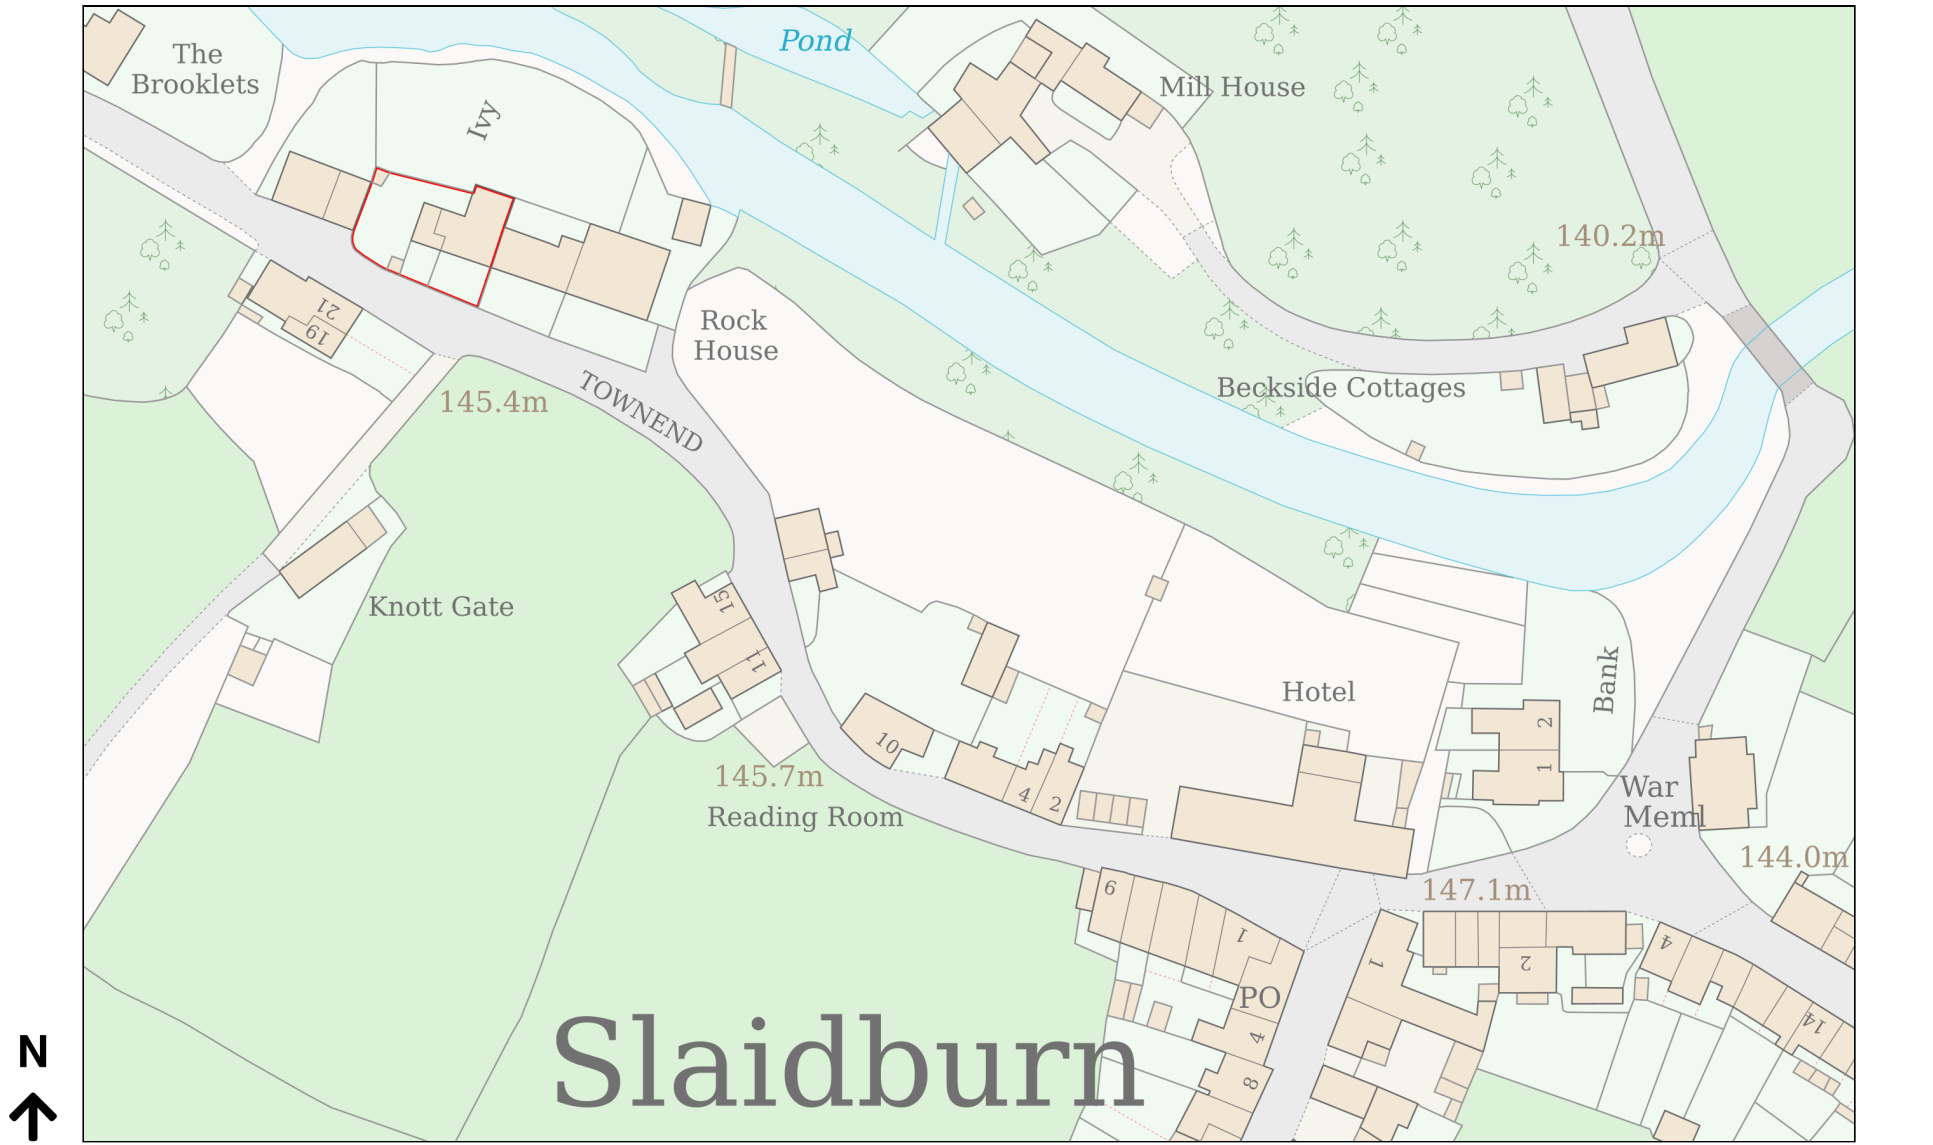 Pond
The
Brooklets
Mill House
Ivy
140.2m
21
19
Rock
House
145.4m
TOWNEND
Beckside Cottages
Knott Gate
15
11
Hotel
Bank
2
1
10
145.7m
4
2
Reading Room
War
Meml
144.0m
147.1m
9
1
1
2
4
PO
14
4
8
Slaidburn
N